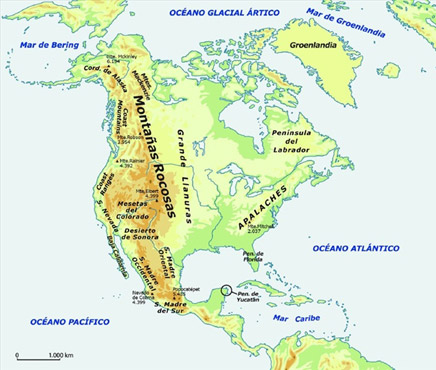 OCÉANO GLACIAL ÁRTICO
Mar de Groenlandia
Mar de Bering
Groenlandia
Mte. McKinley
6.194
Cord. de Alaska
Mtes. Mackenzie
Coast
Mountains
Montañas Rocosas
Mte. Robson
3.954
Grandes Llanuras
Península
del
Labrador
Mte. Rainier
4.392
Coast
Ranges
Mte. Elbert
4.399
S. Nevada
Mesetas
del
Colorado
APALACHES
Mte. Mitchell
2.037
Desierto
de Sonora
Baja California
S. Madre
Occidental
S. Madre
Oriental
Pen. de
Florida
OCÉANO ATLÁNTICO
Popocatépetl
5.465
Nevado
de Colima
4.399
S. Madre
del Sur
Pen. de
Yucatán
OCÉANO PACÍFICO
Mar Caribe
0
1.000 km